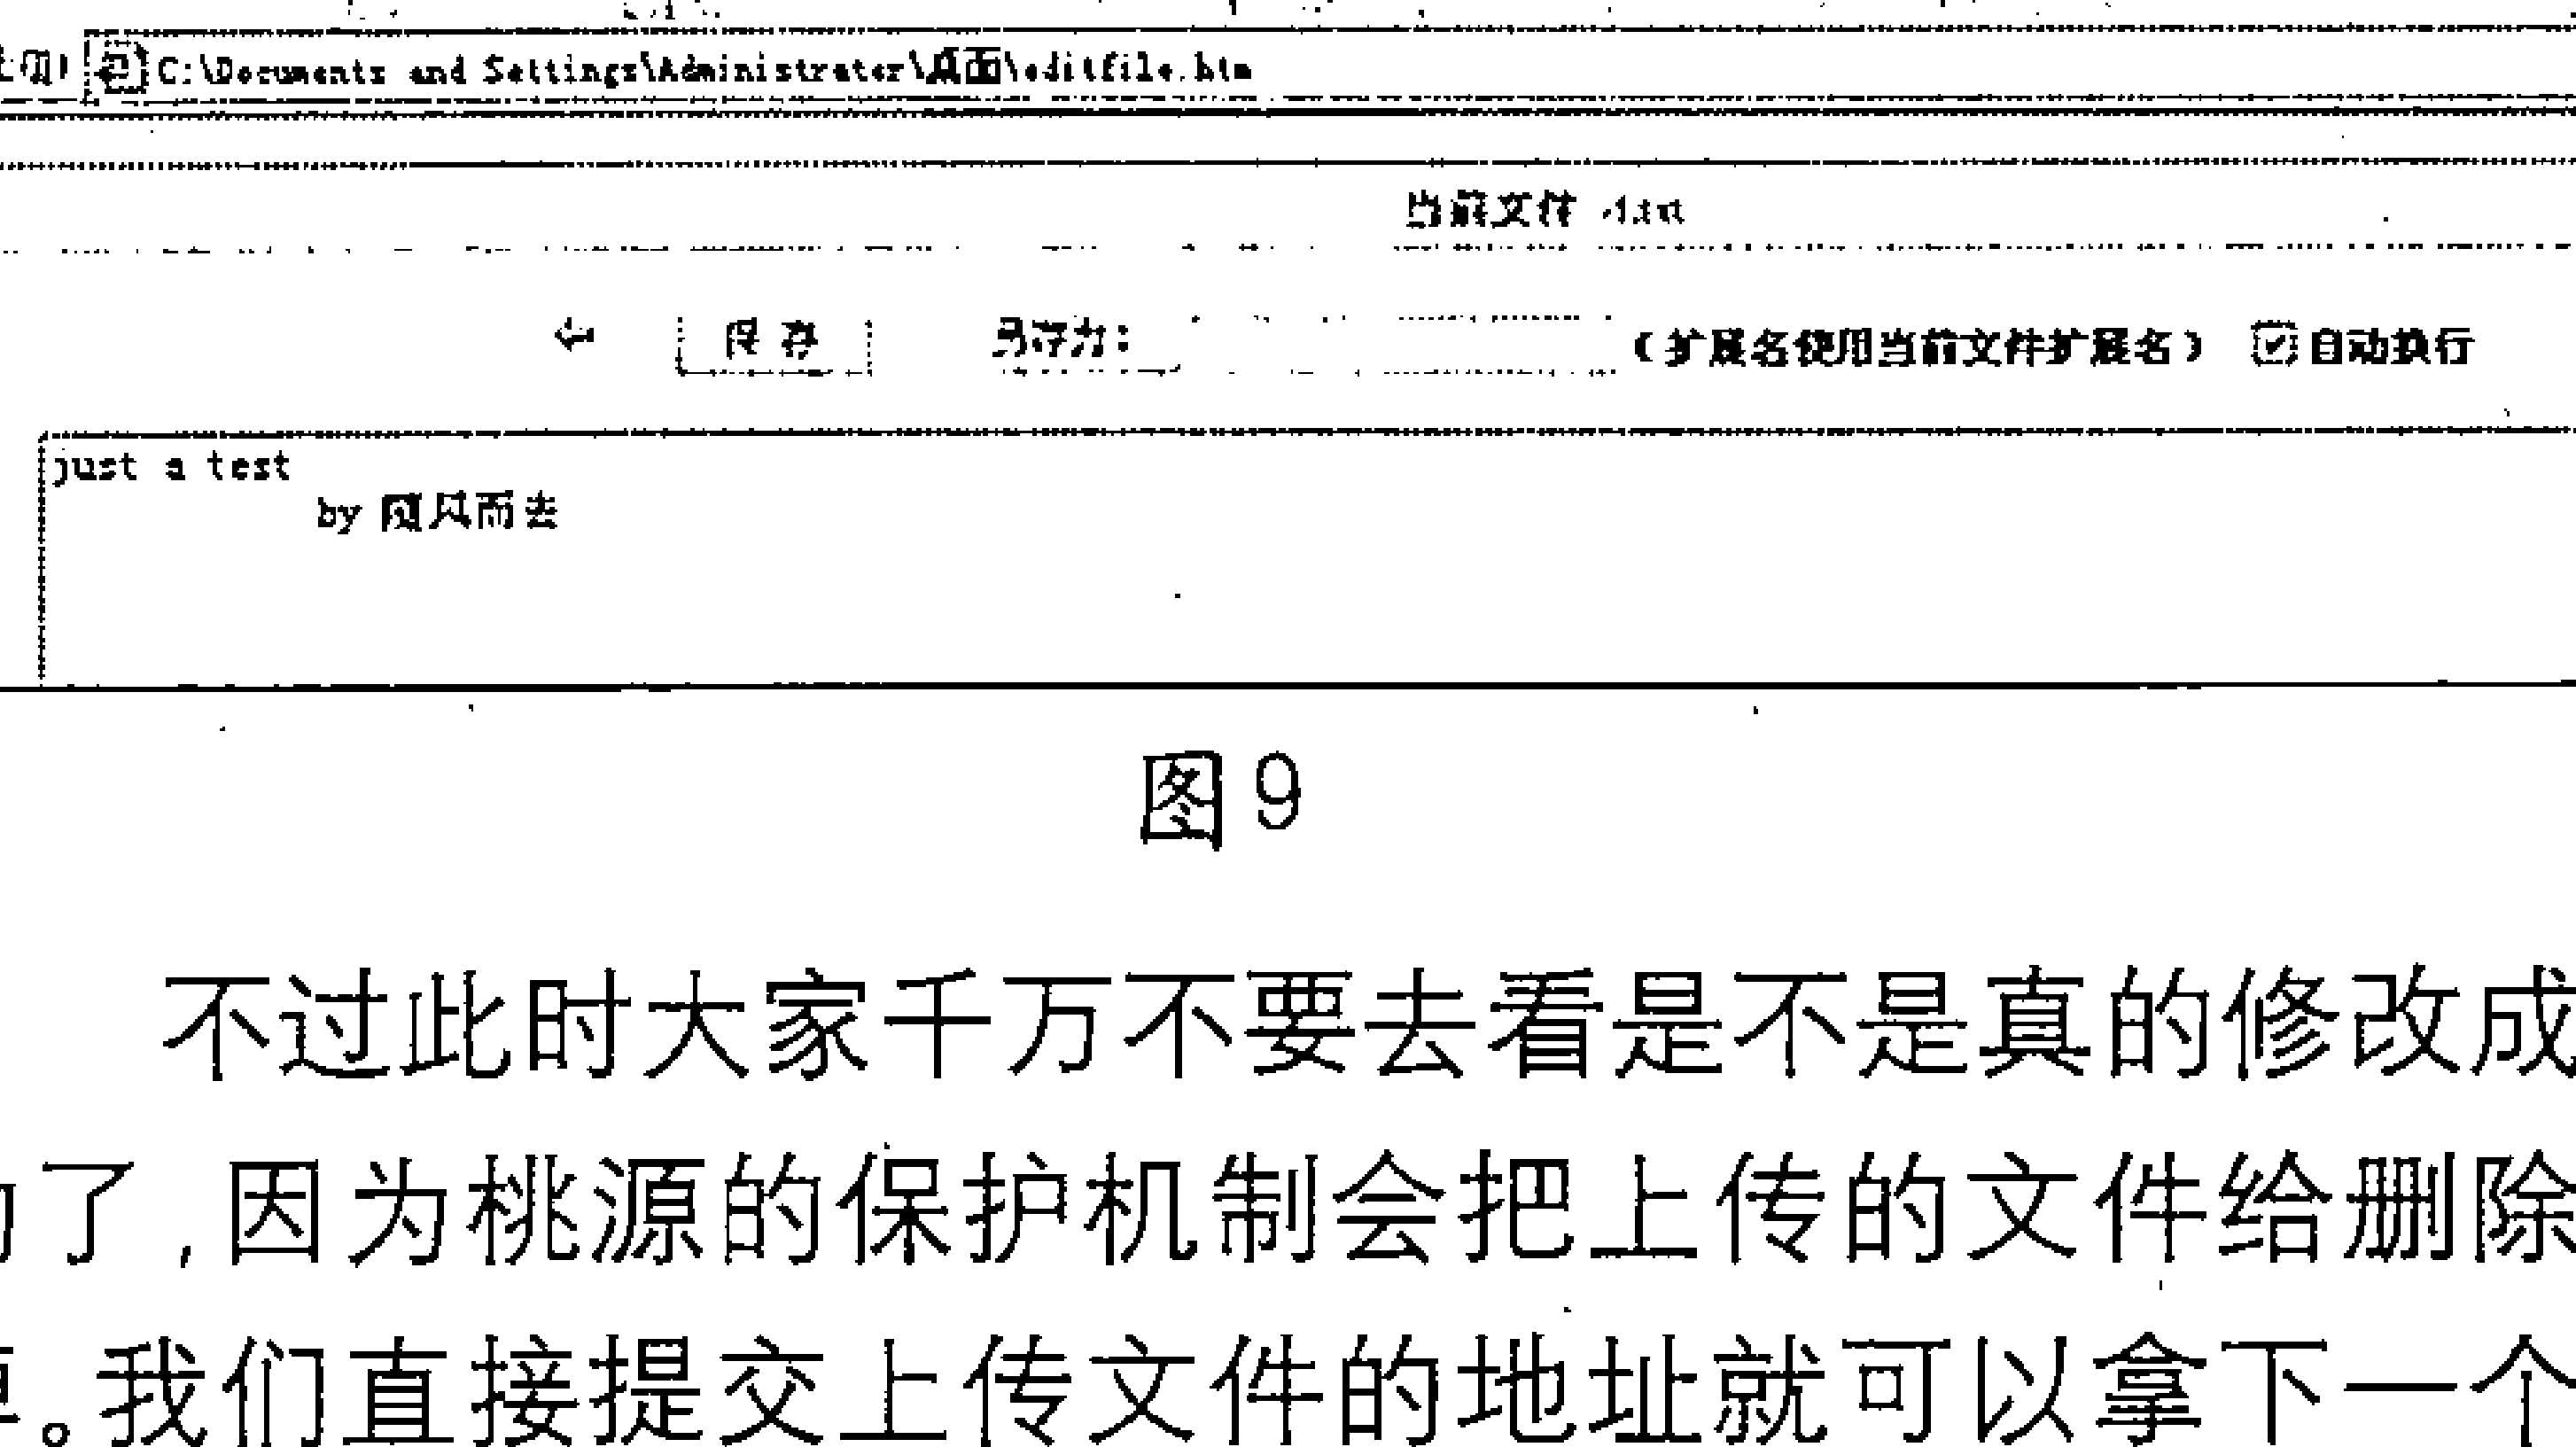 C:\Documents and Settings\Administrator\桌面\editfile.htm
当前文件
保存 另存为: (扩展名使用当前文件扩展名) 自动换行
just a test
by 随风而去
图9
不过此时大家千万不要去看是不是真的修改成
了,因为桃源的保护机制会把上传的文件给删除
。我们直接提交上传文件的地址就可以拿下一个